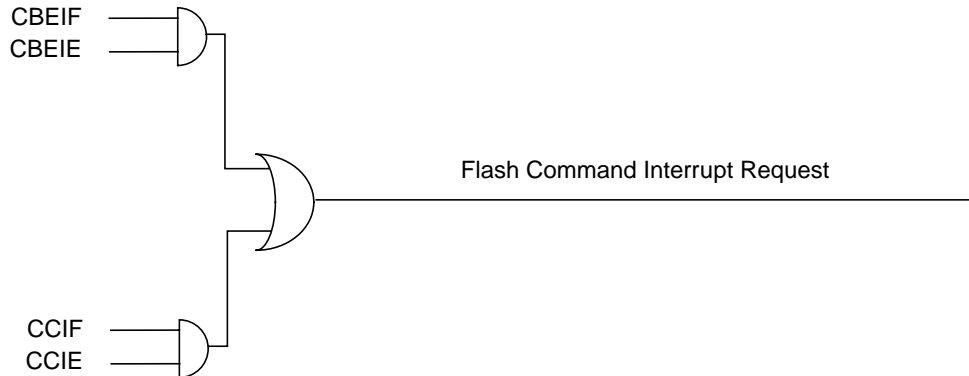 CBEIF
CBEIE
Flash Command Interrupt Request
CCIF
CCIE